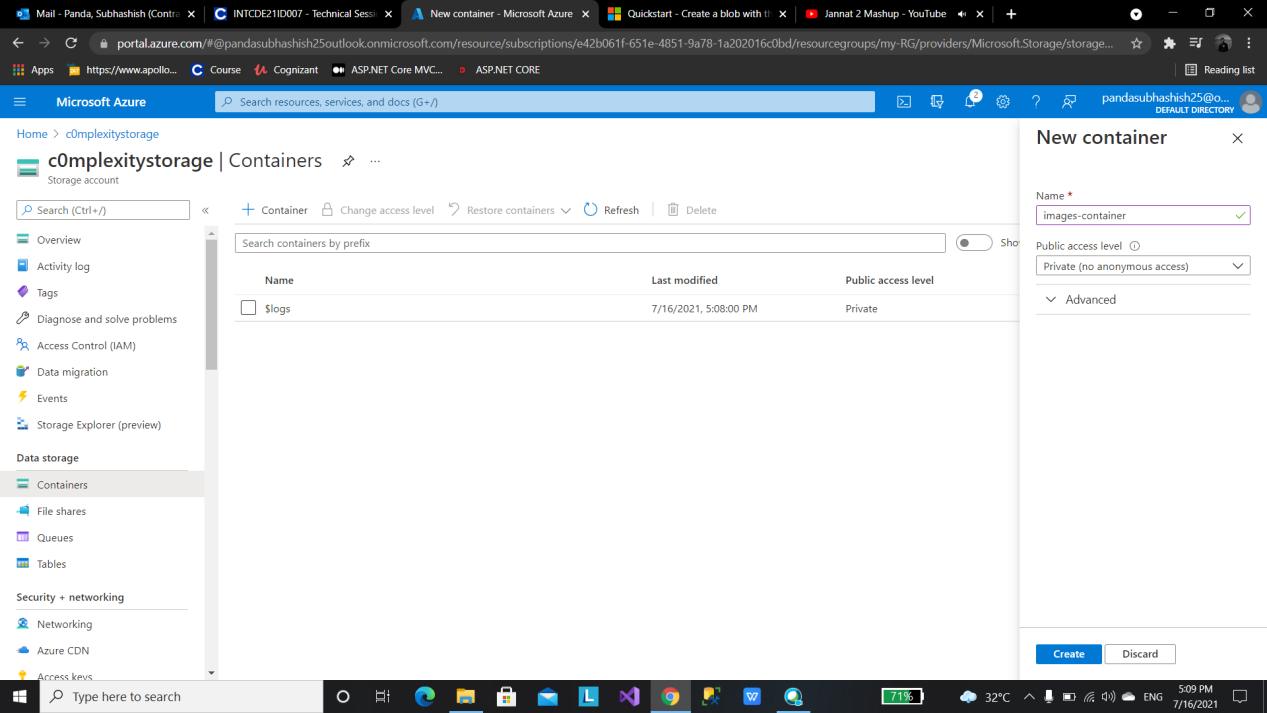 Mail - Panda, Subhashish (Contra
INTCDE21ID007 - Technical Sessi
New container - Microsoft Azure
Quickstart - Create a blob with th
Jannat 2 Mashup - YouTube
portal.azure.com/#@pandasubhashish25outlook.onmicrosoft.com/resource/subscriptions/e42b061f-651e-4851-9a78-1a202016c0bd/resourcegroups/my-RG/providers/Microsoft.Storage/storage...
Apps
https://www.apollo...
Course
Cognizant
ASP.NET Core MVC...
ASP.NET CORE
Reading list
Microsoft Azure
Search resources, services, and docs (G+/)
2
pandasubhashish25@o...
DEFAULT DIRECTORY
Home > c0mplexitystorage
c0mplexitystorage | Containers
Storage account
Search (Ctrl+/)
Overview
Activity log
Tags
Diagnose and solve problems
Access Control (IAM)
Data migration
Events
Storage Explorer (preview)
Data storage
Containers
File shares
Queues
Tables
Security + networking
Networking
Azure CDN
Access keys
Container
Change access level
Restore containers
Refresh
Delete
Search containers by prefix
Show
Name Last modified Public access level
$logs 7/16/2021, 5:08:00 PM Private
New container
Name *
images-container
Public access level
Private (no anonymous access)
Advanced
Create
Discard
Type here to search
71%
32°C
ENG
5:09 PM
7/16/2021